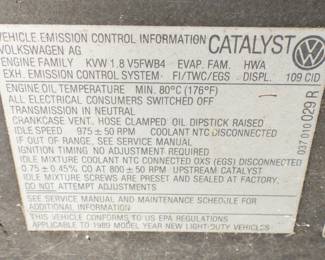 VEHICLE EMISSION CONTROL INFORMATION CATALYST
VOLKSWAGEN AG
ENGINE FAMILY KVW 1.8 V5FWB4 EVAP. FAM. HWA
EXH. EMISSION CONTROL SYSTEM FI/TWC/EGS DISPL. 109 CID
ENGINE OIL TEMPERATURE MIN. 80°C (176°F)
ALL ELECTRICAL CONSUMERS SWITCHED OFF
TRANSMISSION IN NEUTRAL
CRANKCASE VENT. HOSE CLAMPED OIL DIPSTICK RAISED
IDLE SPEED 975 ± 50 RPM COOLANT NTC DISCONNECTED
IF OUT OF RANGE, SEE SERVICE MANUAL
IGNITION TIMING NO ADJUSTMENT REQUIRED
IDLE MIXTURE COOLANT NTC CONNECTED OXS (EGS) DISCONNECTED
0.75 ± 0.45% CO AT 800 ± 50 RPM UPSTREAM CATALYST
IDLE MIXTURE SCREWS ARE PRESET AND SEALED AT FACTORY.
DO NOT ADJUST DURING TUNE-UP
SEE SERVICE MANUAL AND MAINTENANCE SCHEDULE FOR
ADDITIONAL INSTRUCTIONS
THIS VEHICLE CONFORMS TO US EPA REGULATIONS
APPLICABLE TO 1989 MODEL YEAR NEW LIGHT-DUTY VEHICLES
037 010 029 R